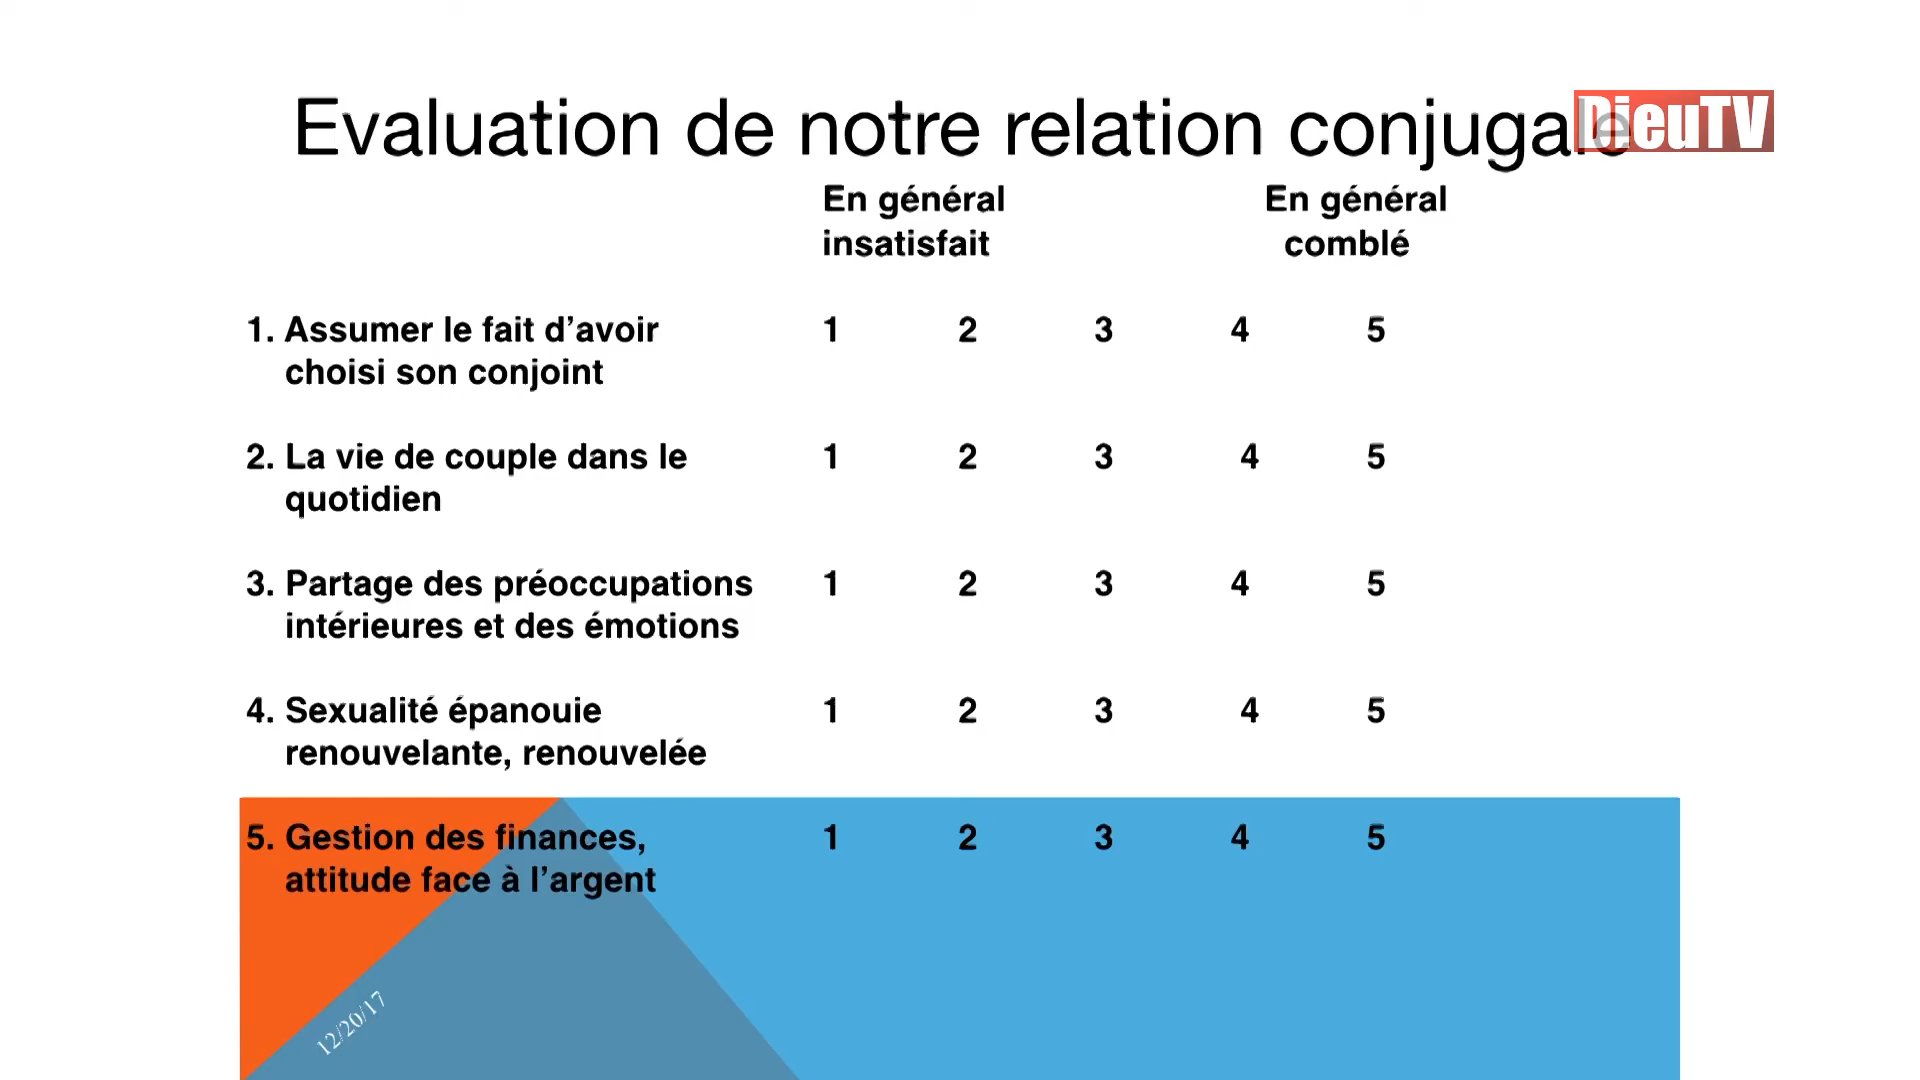 Evaluation de notre relation conjugale
DieuTV
En général En général
insatisfait comblé
1. Assumer le fait d’avoir 1 2 3 4 5
choisi son conjoint
2. La vie de couple dans le 1 2 3 4 5
quotidien
3. Partage des préoccupations 1 2 3 4 5
intérieures et des émotions
4. Sexualité épanouie 1 2 3 4 5
renouvelante, renouvelée
5. Gestion des finances, 1 2 3 4 5
attitude face à l’argent
12/20/17